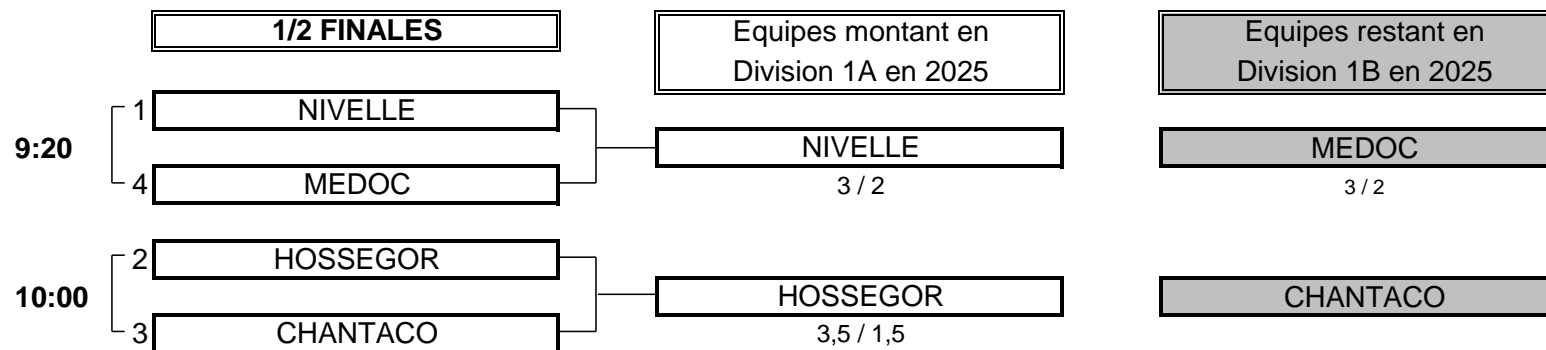 1/2 FINALES
Equipes montant en
Division 1A en 2025
Equipes restant en
Division 1B en 2025
1 NIVELLE
9:20
NIVELLE
MEDOC
4 MEDOC
3 / 2
3 / 2
2 HOSSEGOR
10:00
HOSSEGOR
CHANTACO
3 CHANTACO
3,5 / 1,5